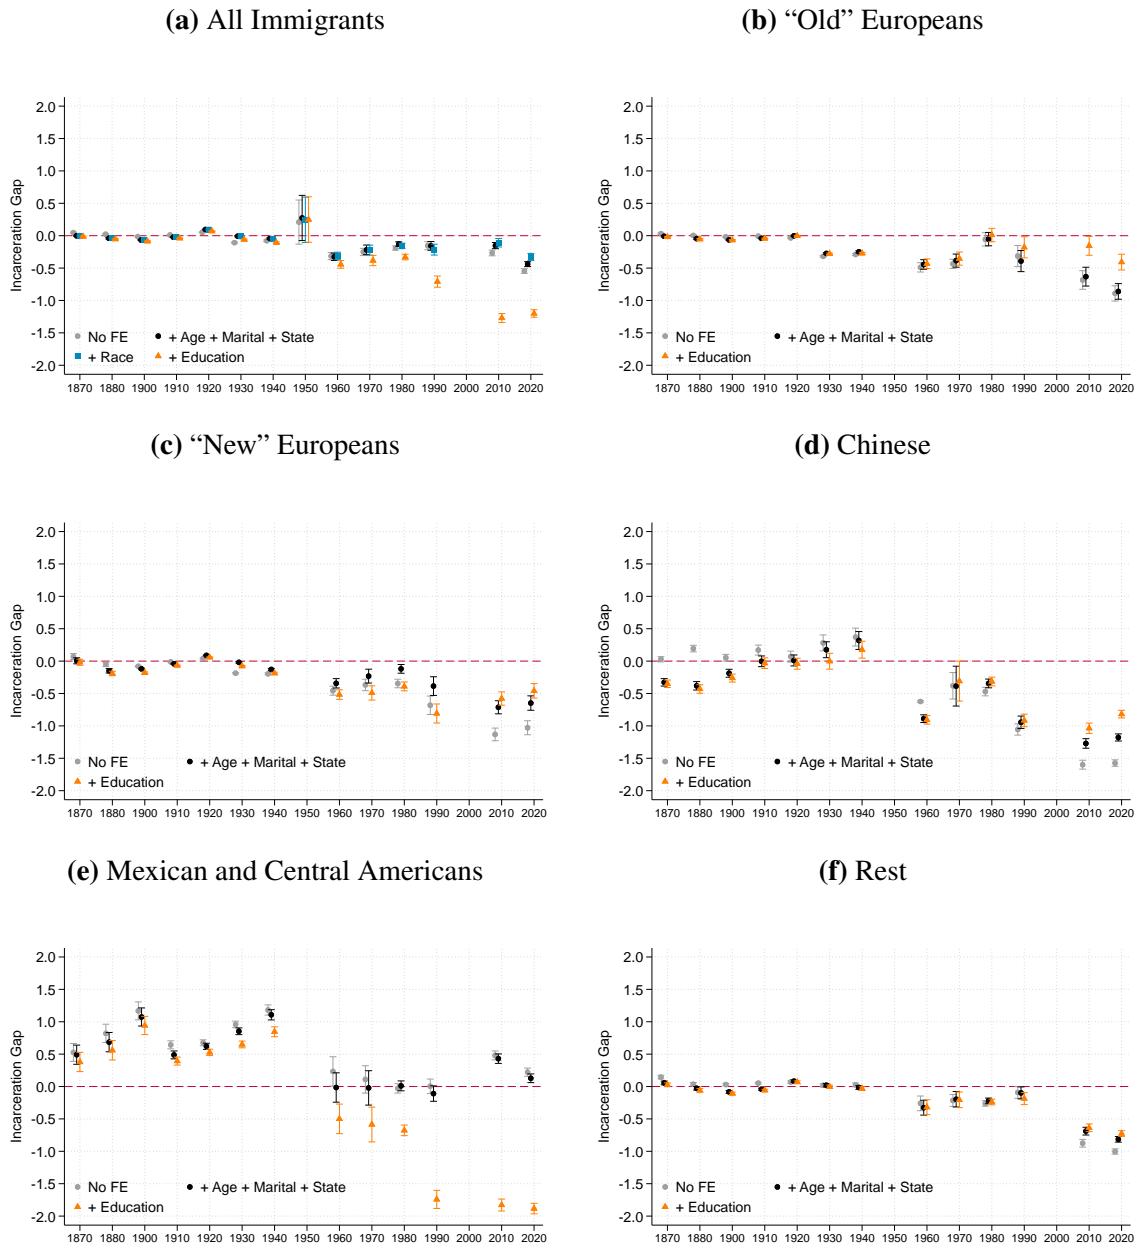 (a) All Immigrants
Incarceration Gap
2.0
1.5
1.0
0.5
0.0
-0.5
-1.0
-1.5
-2.0
No FE
+ Age + Marital + State
+ Race
+ Education
1870 1880 1900 1910 1920 1930 1940 1950 1960 1970 1980 1990 2000 2010 2020
(b) “Old” Europeans
Incarceration Gap
2.0
1.5
1.0
0.5
0.0
-0.5
-1.0
-1.5
-2.0
No FE
+ Age + Marital + State
+ Education
1870 1880 1900 1910 1920 1930 1940 1960 1970 1980 1990 2000 2010 2020
(c) “New” Europeans
Incarceration Gap
2.0
1.5
1.0
0.5
0.0
-0.5
-1.0
-1.5
-2.0
No FE
+ Age + Marital + State
+ Education
1870 1880 1900 1910 1920 1930 1940 1960 1970 1980 1990 2000 2010 2020
(d) Chinese
Incarceration Gap
2.0
1.5
1.0
0.5
0.0
-0.5
-1.0
-1.5
-2.0
No FE
+ Age + Marital + State
+ Education
1870 1880 1900 1910 1920 1930 1940 1960 1970 1980 1990 2000 2010 2020
(e) Mexican and Central Americans
Incarceration Gap
2.0
1.5
1.0
0.5
0.0
-0.5
-1.0
-1.5
-2.0
No FE
+ Age + Marital + State
+ Education
1870 1880 1900 1910 1920 1930 1940 1960 1970 1980 1990 2000 2010 2020
(f) Rest
Incarceration Gap
2.0
1.5
1.0
0.5
0.0
-0.5
-1.0
-1.5
-2.0
No FE
+ Age + Marital + State
+ Education
1870 1880 1900 1910 1920 1930 1940 1960 1970 1980 1990 2000 2010 2020